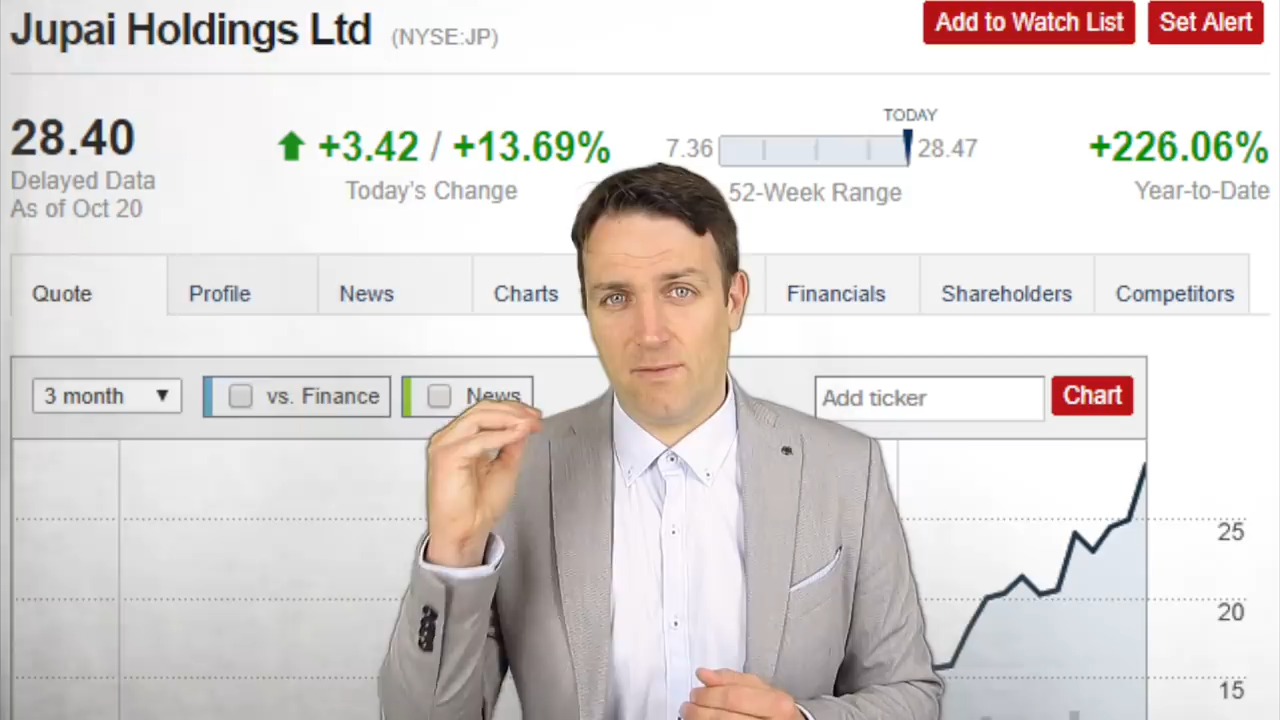 Jupai Holdings Ltd (NYSE:JP)
Add to Watch List
Set Alert
28.40
Delayed Data
As of Oct 20
+3.42 / +13.69%
Today's Change
TODAY
7.36
28.47
52-Week Range
+226.06%
Year-to-Date
Quote
Profile
News
Charts
Financials
Shareholders
Competitors
3 month
vs. Finance
News
Add ticker
Chart
25
20
15